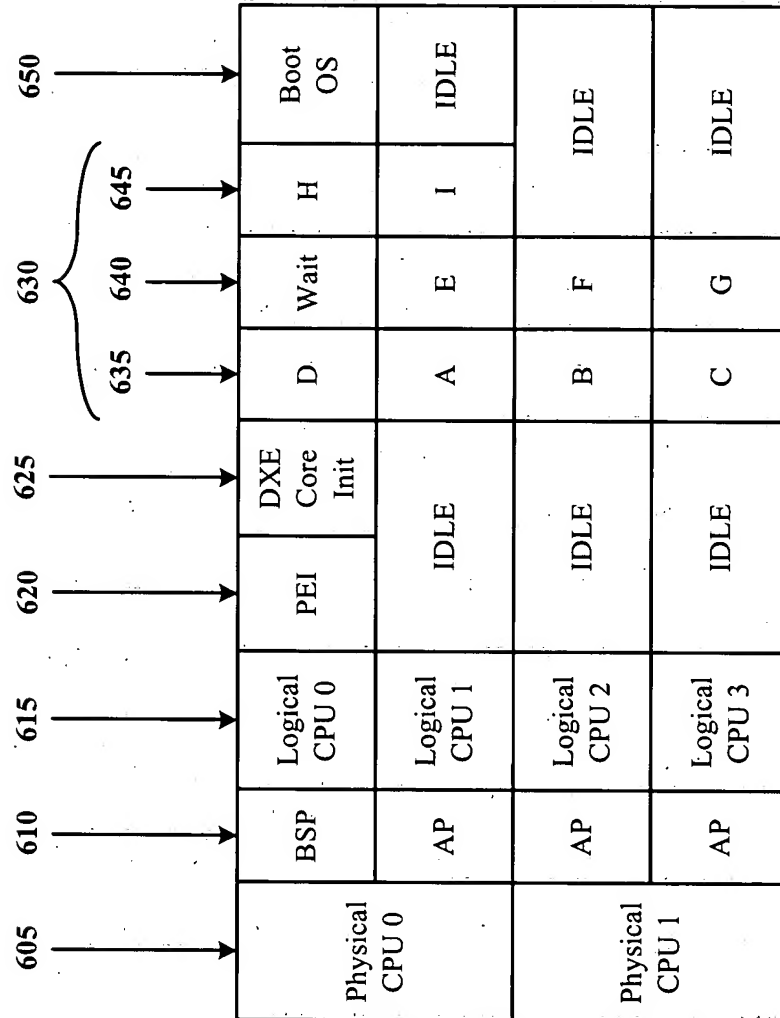 630
605 610 615 620 625 635 640 645 650
Physical
CPU 0
BSP
Logical
CPU 0
PEI
DXE
Core
Init
D
Wait
H
Boot
OS
AP
Logical
CPU 1
IDLE
A
E
I
IDLE
Physical
CPU 1
AP
Logical
CPU 2
IDLE
B
F
IDLE
AP
Logical
CPU 3
IDLE
C
G
IDLE